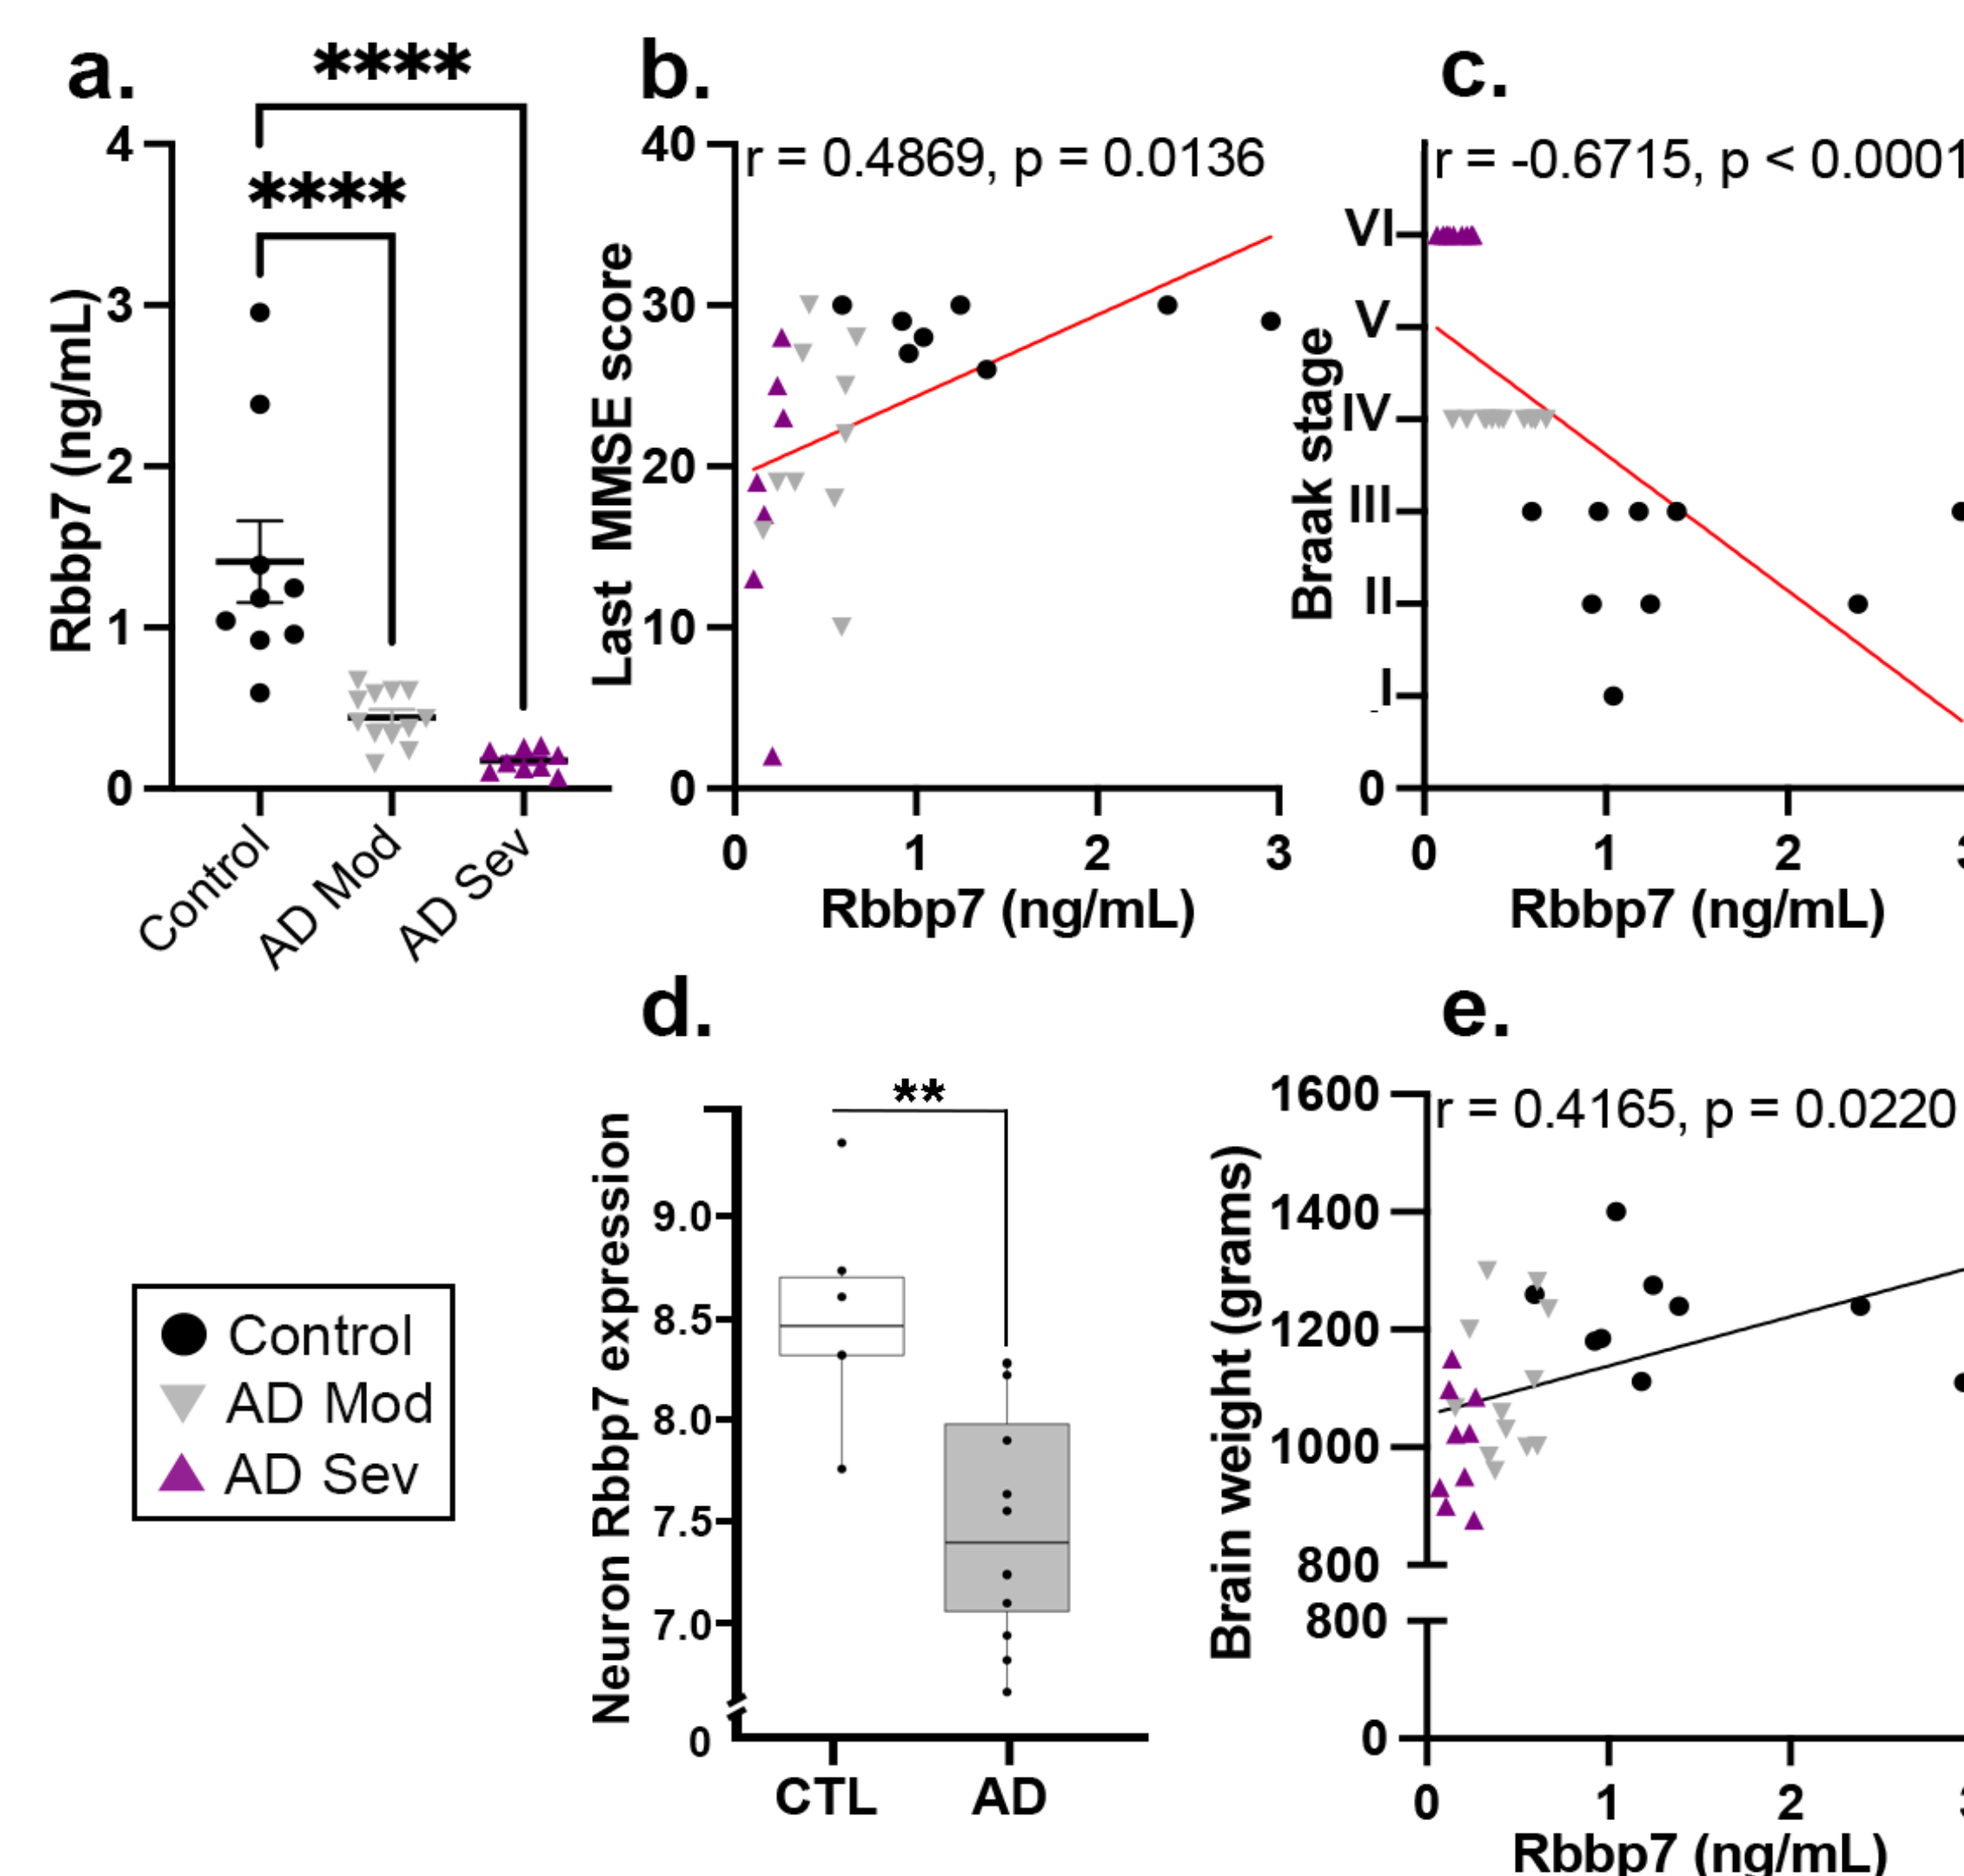 a.
****
****
4
3
2
1
0
Rbbp7 (ng/mL)
Control
AD Mod
AD Sev
b.
r = 0.4869, p = 0.0136
40
30
20
10
0
Last MMSE score
0 1 2 3
Rbbp7 (ng/mL)
c.
r = -0.6715, p < 0.0001
VI
V
IV
III
II
I
0
Braak stage
0 1 2
Rbbp7 (ng/mL)
d.
**
9.0
8.5
8.0
7.5
7.0
0
Neuron Rbbp7 expression
CTL AD
e.
r = 0.4165, p = 0.0220
1600
1400
1200
1000
800
800
0
Brain weight (grams)
0 1 2
Rbbp7 (ng/mL)
Control
AD Mod
AD Sev